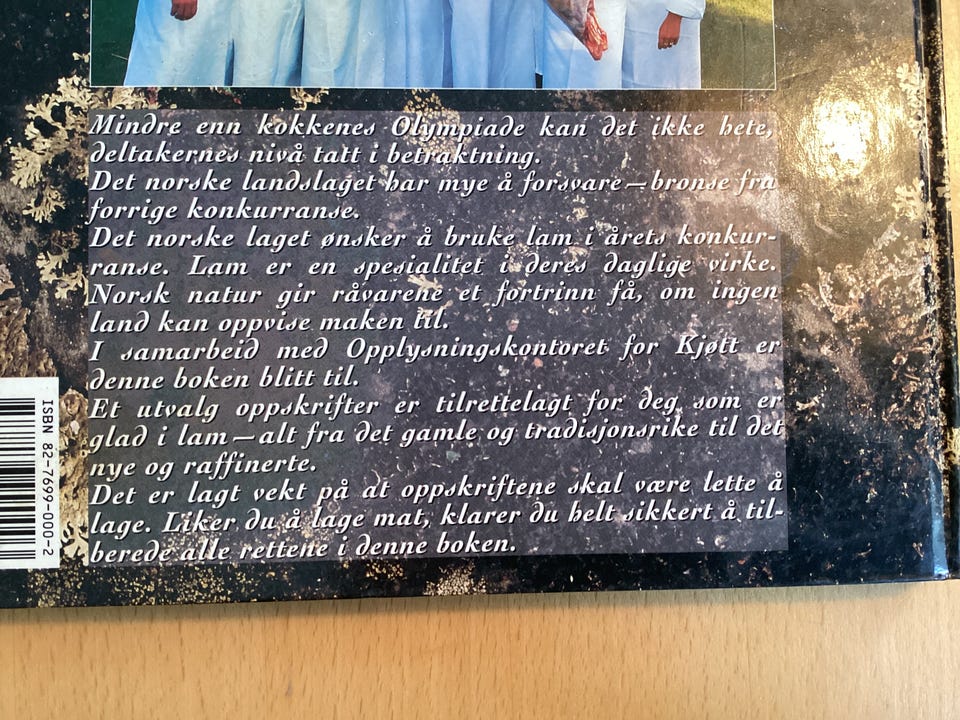 Mindre enn kokkenes Olympiade kan det ikke hete,
deltakernes nivå tatt i betraktning.
Det norske landslaget har mye å forsvare – bronse fra
forrige konkurranse.
Det norske laget ønsker å bruke lam i årets konkur-
ranse. Lam er en spesialitet i deres daglige virke.
Norsk natur gir råvarene et fortrinn få, om ingen
land kan oppvise maken til.
I samarbeid med Opplysningskontoret for Kjøtt er
denne boken blitt til.
Et utvalg oppskrifter er tilrettelagt for deg som er
glad i lam – alt fra det gamle og tradisjonsrike til det
nye og raffinerte.
Det er lagt vekt på at oppskriftene skal være lette å
lage. Liker du å lage mat, klarer du helt sikkert å til-
berede alle rettene i denne boken.
ISBN 82-7699-000-2